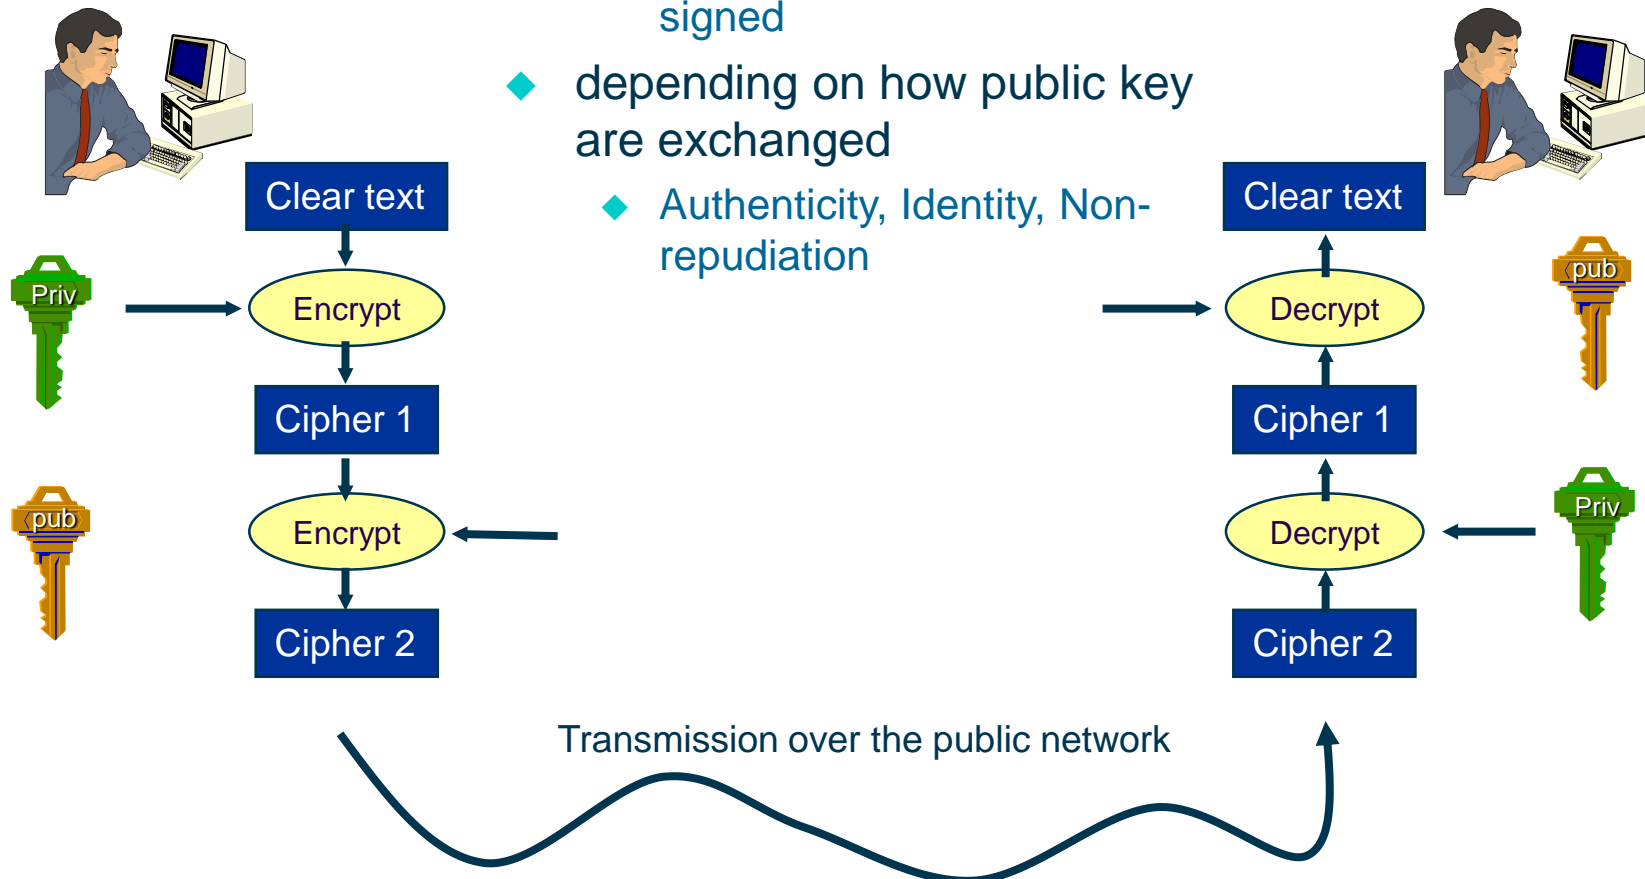 signed
depending on how public key
are exchanged
Authenticity, Identity, Non-
repudiation
Clear text
Priv
Encrypt
Cipher 1
pub
Encrypt
Cipher 2
Clear text
pub
Decrypt
Cipher 1
Priv
Decrypt
Cipher 2
Transmission over the public network